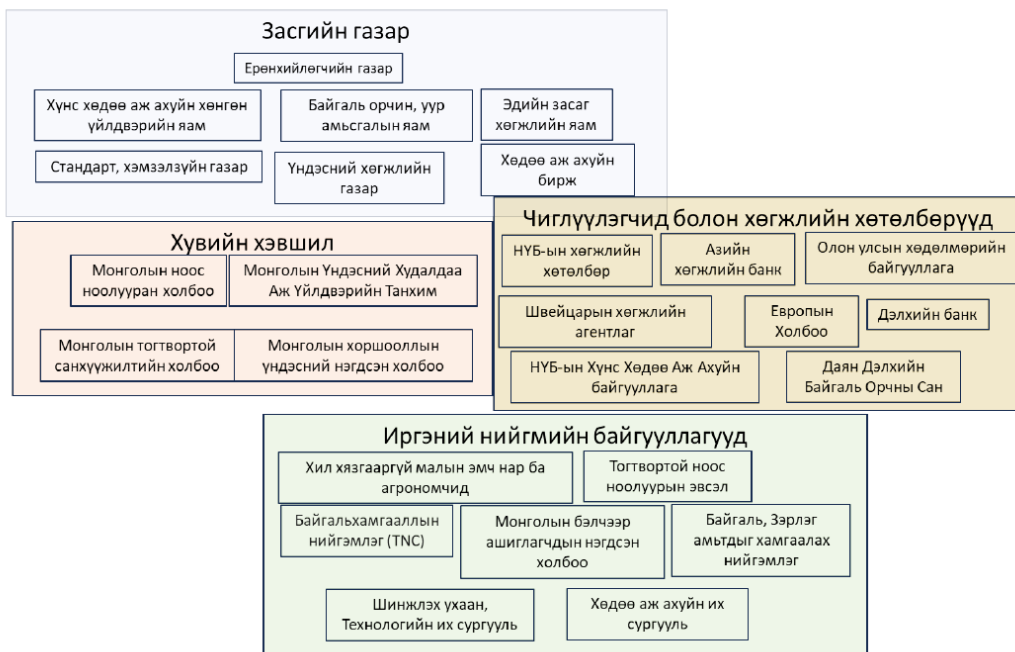 Засгийн газар
Ерөнхийлөгчийн газар
Хүнс хөдөө аж ахуйн хөнгөн
үйлдвэрийн яам
Байгаль орчин, уур
амьсгалын яам
Эдийн засаг
хөгжлийн яам
Стандарт, хэмзэлзүйн газар
Үндэсний хөгжлийн
газар
Хөдөө аж ахуйн
бирж
Хувийн хэвшил
Монголын ноос
ноолууран холбоо
Монголын Үндэсний Худалдаа
Аж Үйлдвэрийн Танхим
Монголын тогтвортой
санхүүжилтийн холбоо
Монголын хоршооллын
үндэсний нэгдсэн холбоо
Чиглүүлэгчид болон хөгжлийн хөтөлбөрүүд
НҮБ-ын хөгжлийн
хөтөлбөр
Азийн
хөгжлийн банк
Олон улсын хөдөлмөрийн
байгууллага
Швейцарын хөгжлийн
агентлаг
Европын
Холбоо
Дэлхийн банк
НҮБ-ын Хүнс Хөдөө Аж Ахуйн
байгууллага
Даян Дэлхийн
Байгаль Орчны Сан
Иргэний нийгмийн байгууллагууд
Хил хязгааргүй малын эмч нар ба
агрономчид
Тогтвортой ноос
ноолуурын эвсэл
Байгальхамгааллын
нийгэмлэг (TNC)
Монголын бэлчээр
ашиглагчдын нэгдсэн
холбоо
Байгаль, Зэрлэг
амьтдыг хамгаалах
нийгэмлэг
Шинжлэх ухаан,
Технологийн их сургууль
Хөдөө аж ахуйн их
сургууль